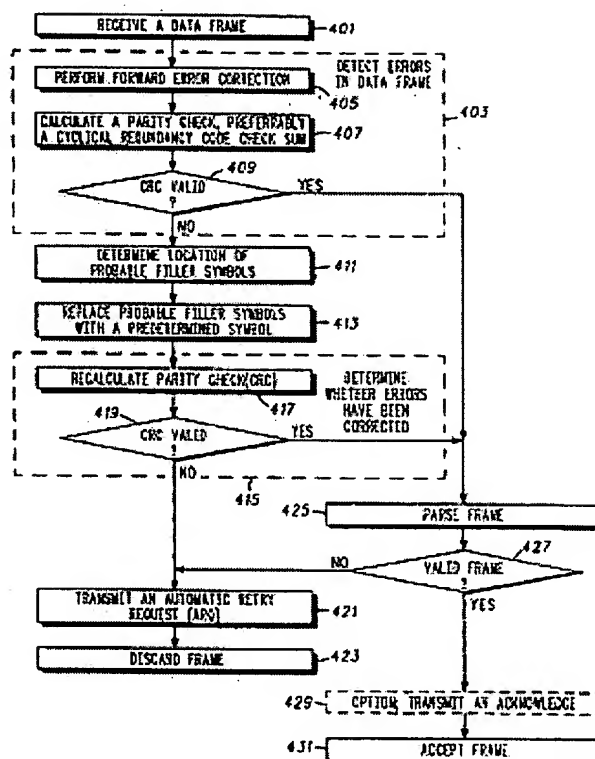 RECEIVE A DATA FRAME
401
DETECT ERRORS
IN DATA FRAME
PERFORM FORWARD ERROR CORECTION
405
403
CALCULATE A PARITY CHECK, PREFERRABLY
A CYCLICAL REDUNDANCY CODE CHECK SUM
407
409
CRC VALID
?
YES
NO
DETERMINE LOCATION OF
PROBABLE FILLER SYMBOLS
411
REPLACE PROBABLE FILLER SYMBOLS
WITH A PREDETERMINED SYMBOL
413
RECALCULATE PARITY CHECK(CRC)
417
DETERMINE
WHETHER ERRORS
HAVE BEEN
CORRECTED
419
CRC VALID
?
YES
NO
415
425
PARSE FRAME
427
VALID FRAME
?
NO
YES
TRANSMIT AN AUTOMATIC RETRY
REQUEST (ARQ)
421
DISCARD FRAME
423
429
OPTION, TRANSMIT AN ACKNOWLEDGE
431
ACCEPT FRAME